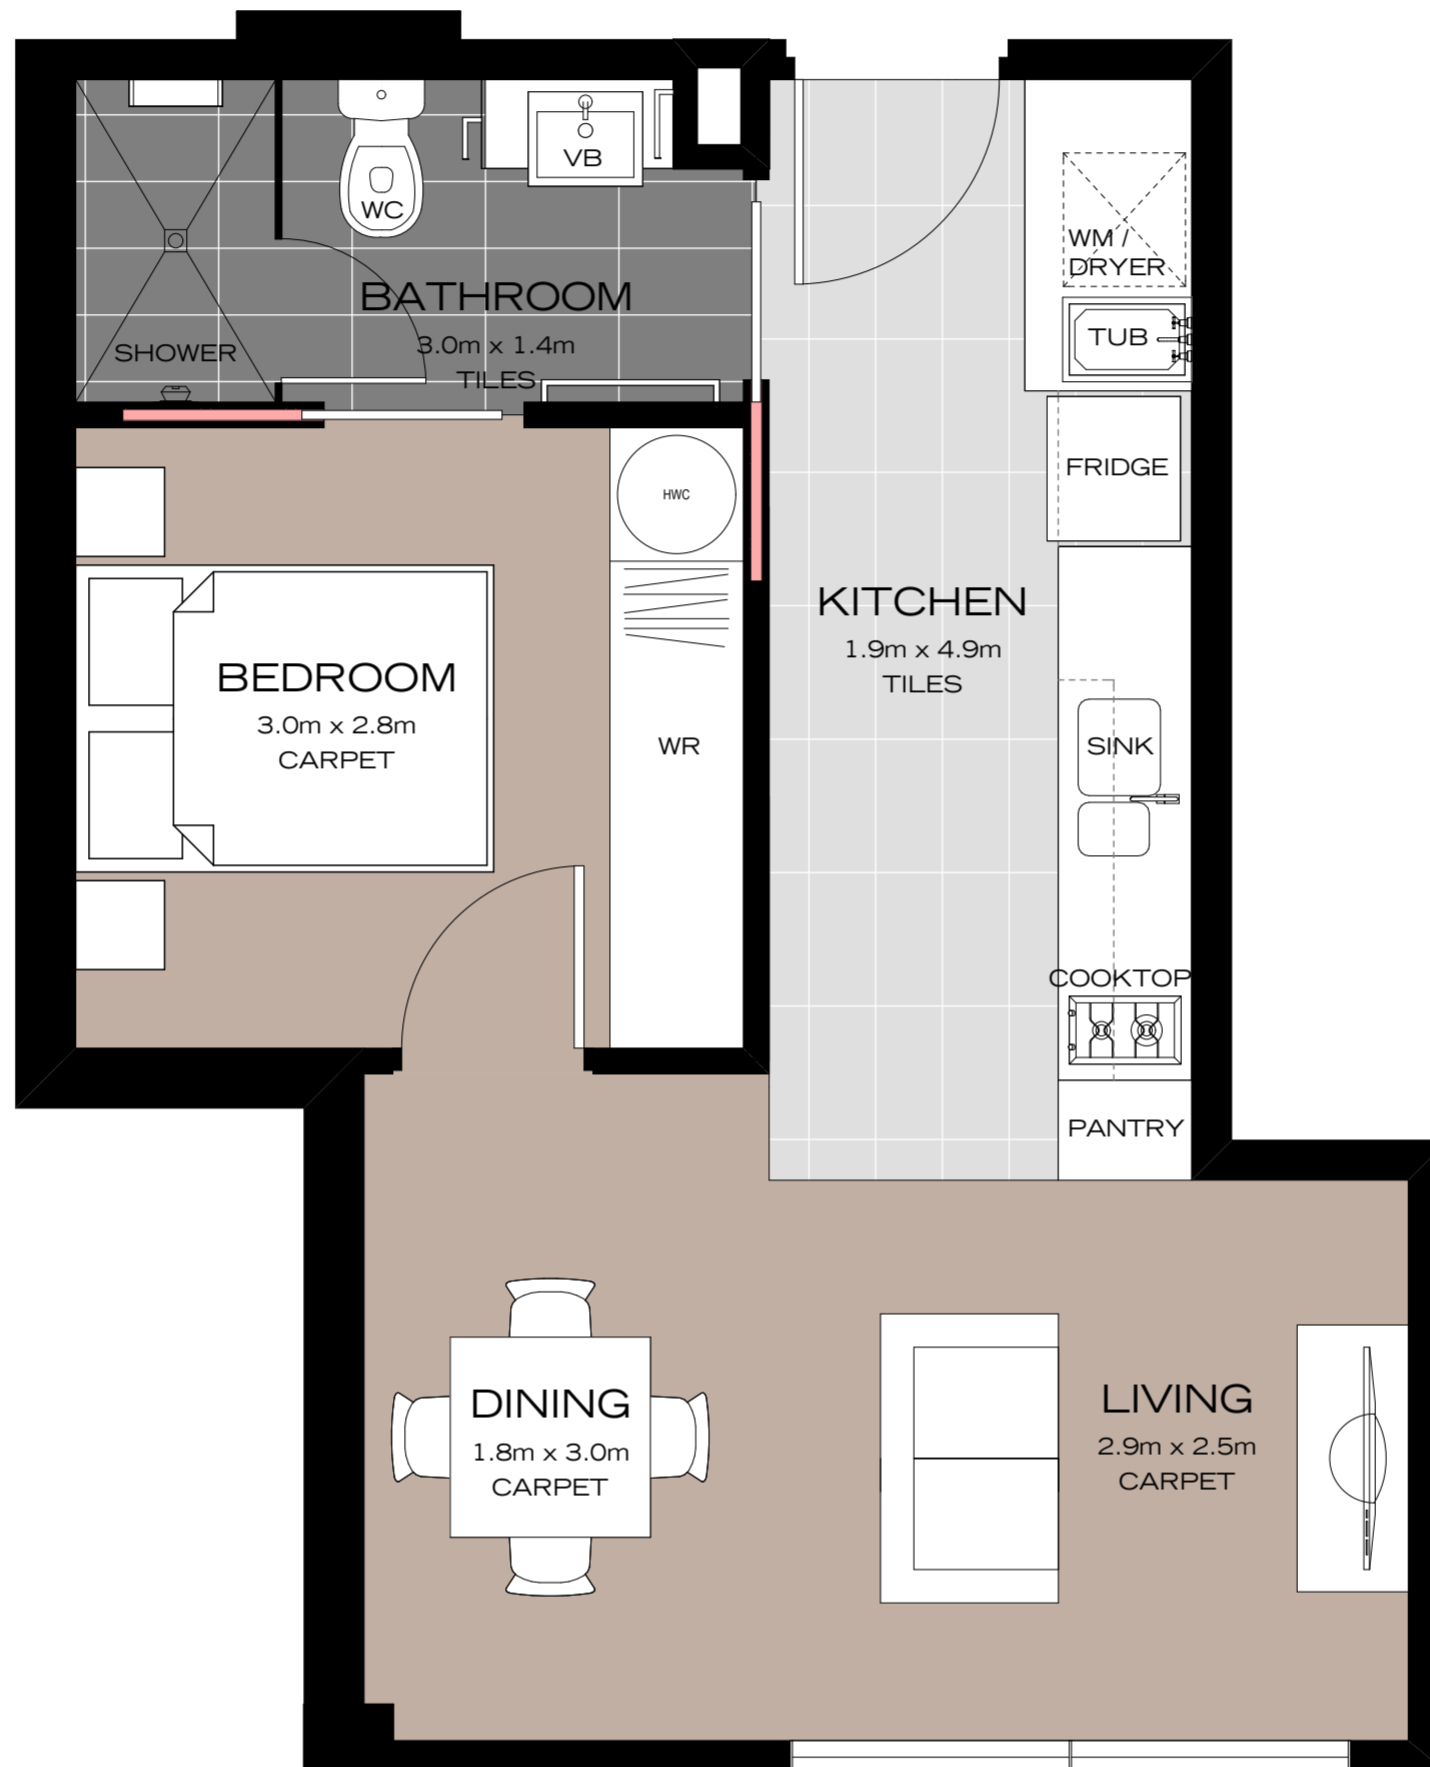 VB
WC
WM /
DRYER
BATHROOM
3.0m x 1.4m
TILES
SHOWER
TUB
FRIDGE
HWC
KITCHEN
1.9m x 4.9m
TILES
BEDROOM
3.0m x 2.8m
CARPET
WR
SINK
COOKTOP
PANTRY
DINING
1.8m x 3.0m
CARPET
LIVING
2.9m x 2.5m
CARPET